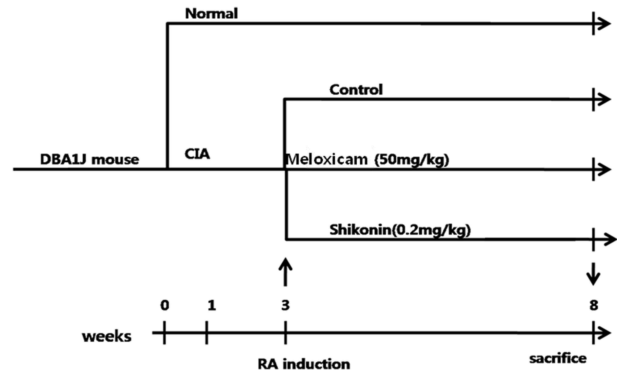 Normal
Control
DBA1J mouse
CIA
Meloxicam (50mg/kg)
Shikonin(0.2mg/kg)
0 1 3 8
weeks
RA induction
sacrifice